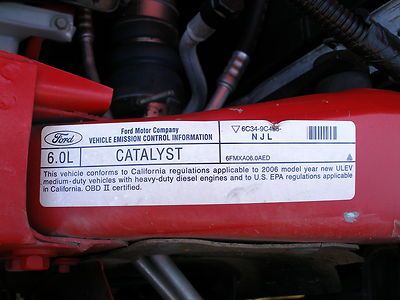 Ford
Ford Motor Company
VEHICLE EMISSION CONTROL INFORMATION
6C34-9C485-
NJL
6.0L
CATALYST
6FMXA06.0AED
This vehicle conforms to California regulations applicable to 2006 model year new ULEV
medium-duty vehicles with heavy-duty diesel engines and to U.S. EPA regulations applicable
in California. OBD II certified.